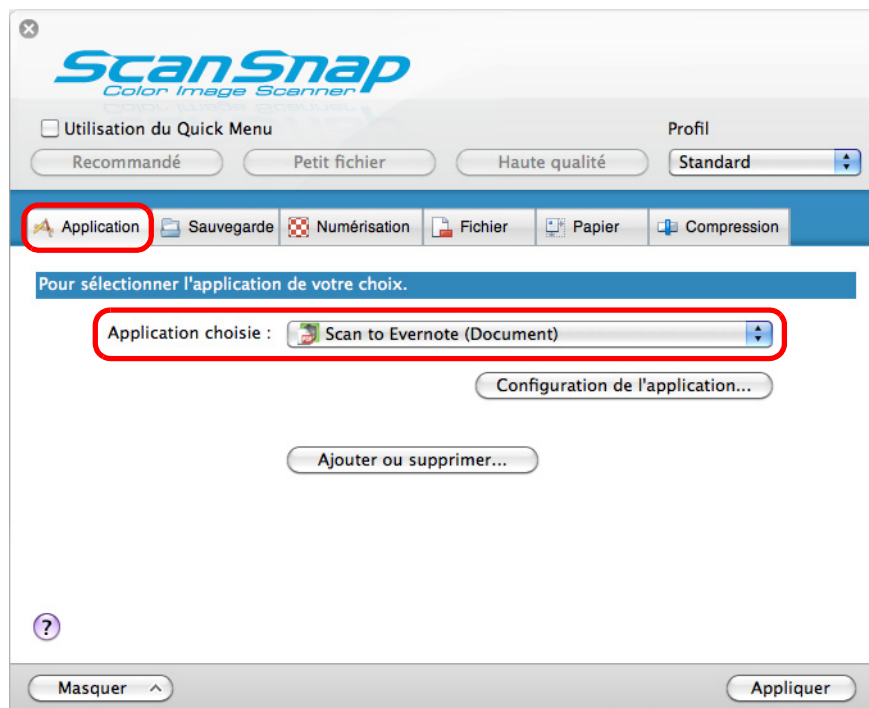 ScanSnap
Color Image Scanner
Utilisation du Quick Menu
Profil
Recommandé Petit fichier Haute qualité Standard
Application Sauvegarde Numérisation Fichier Papier Compression
Pour sélectionner l'application de votre choix.
Application choisie : Scan to Evernote (Document)
Configuration de l'application...
Ajouter ou supprimer...
?
Masquer Appliquer